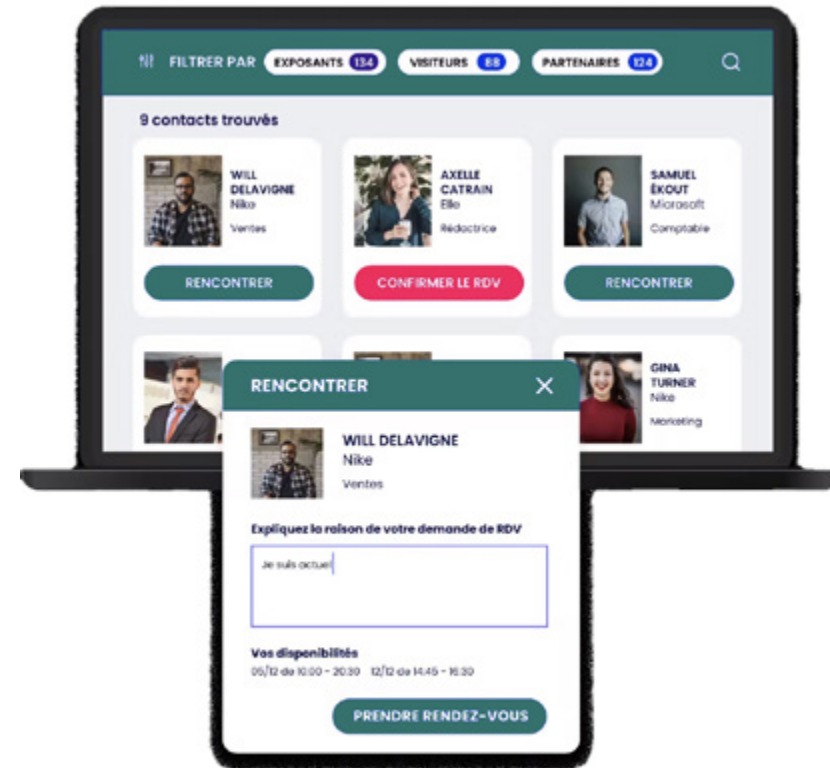 FILTRER PAR EXPOSANTS 134 VISITEURS 88 PARTENAIRES 124
9 contacts trouvés
WILL
DELAVIGNE
Nike
Ventes
RENCONTRER
AXELLE
CATRAIN
Elle
Rédactrice
CONFIRMER LE RDV
SAMUEL
ÈKOUT
Microsoft
Comptable
RENCONTRER
GINA
TURNER
Nike
Marketing
RENCONTRER
WILL DELAVIGNE
Nike
Ventes
Expliquez la raison de votre demande de RDV
Je suis actuel
Vos disponibilités
05/12 de 10:00 - 20:30 12/12 de 14:45 - 16:30
PRENDRE RENDEZ-VOUS